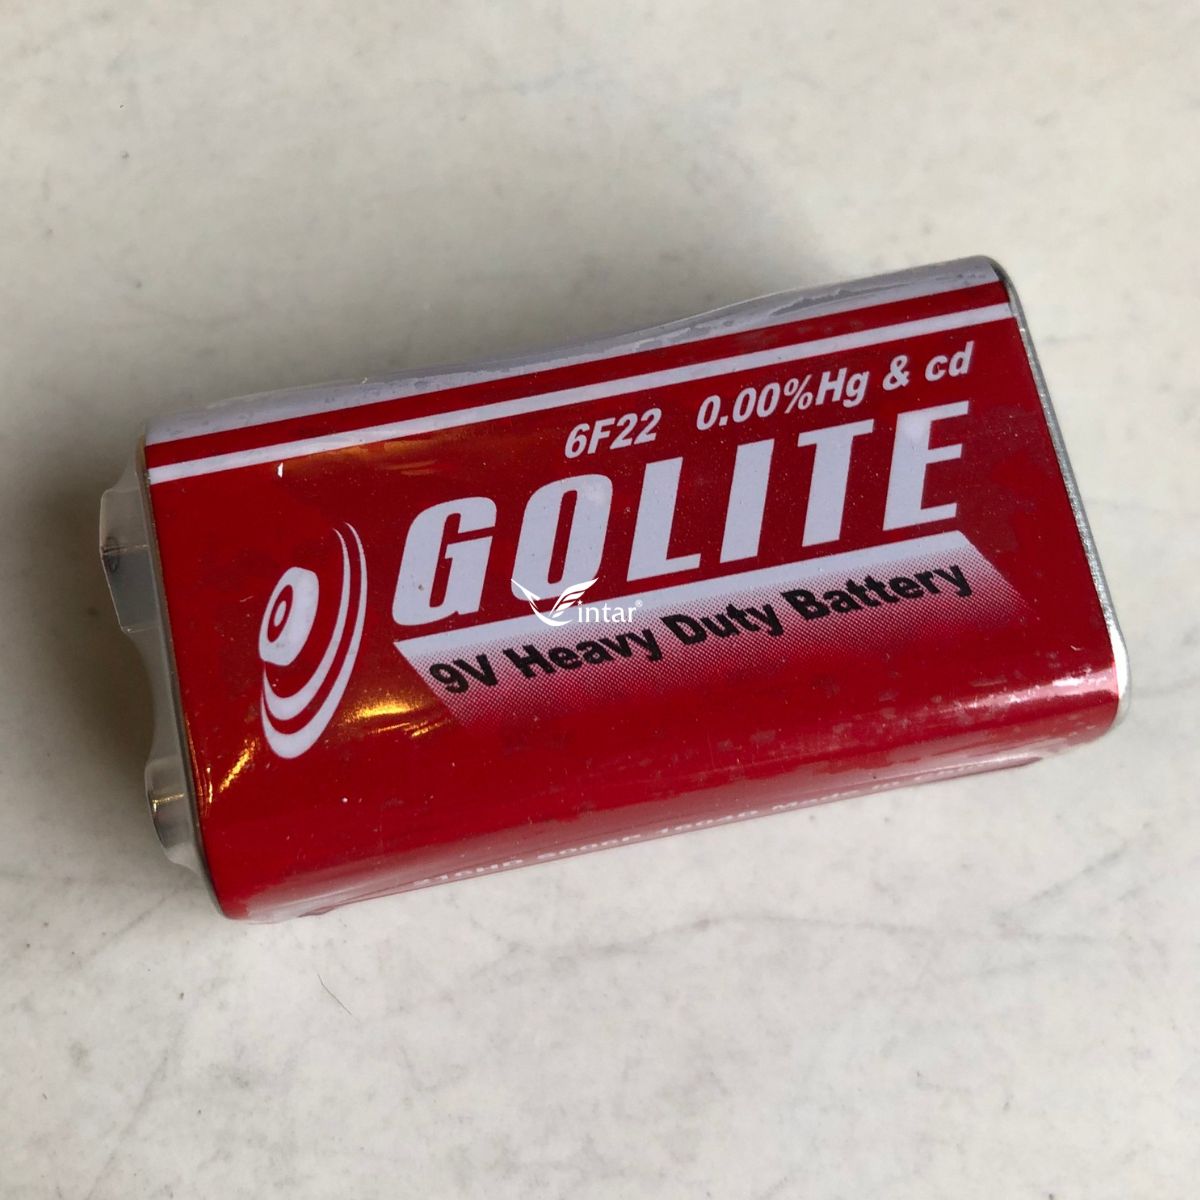 6F22 0.00%Hg & cd
GOLITE
9V Heavy Duty Battery
intar®